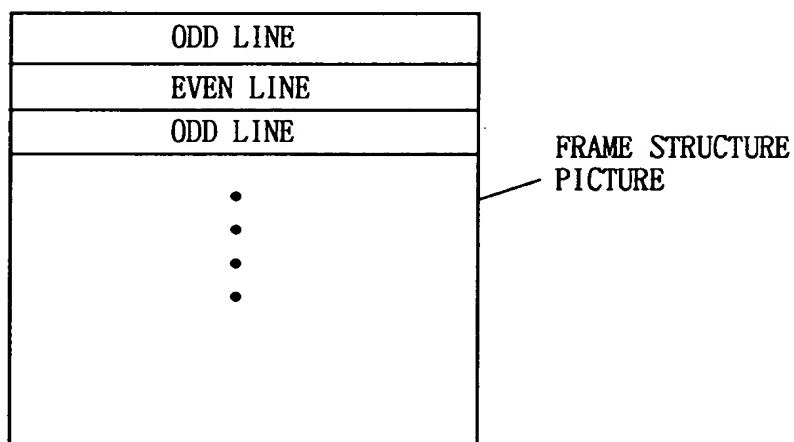 ODD LINE
EVEN LINE
ODD LINE
FRAME STRUCTURE
PICTURE